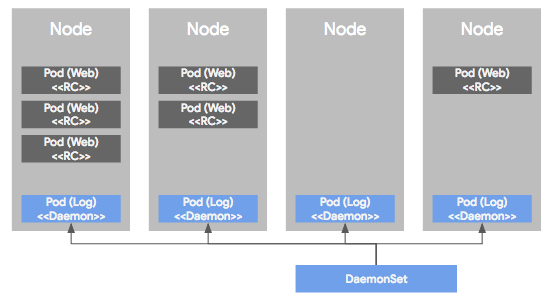 Node
Pod (Web)
<<RC>>
Pod (Web)
<<RC>>
Pod (Web)
<<RC>>
Pod (Log)
<<Daemon>>
Node
Pod (Web)
<<RC>>
Pod (Web)
<<RC>>
Pod (Log)
<<Daemon>>
Node
Pod (Log)
<<Daemon>>
Node
Pod (Web)
<<RC>>
Pod (Log)
<<Daemon>>
DaemonSet